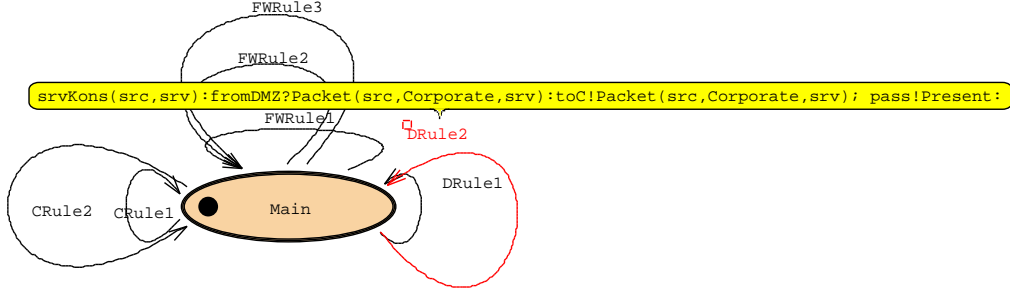 FWRule3
FWRule2
srvKons(src,srv):fromDMZ?Packet(src,Corporate,srv):toC!Packet(src,Corporate,srv); pass!Present:
FWRule1
DRule2
DRule1
CRule2
CRule1
Main